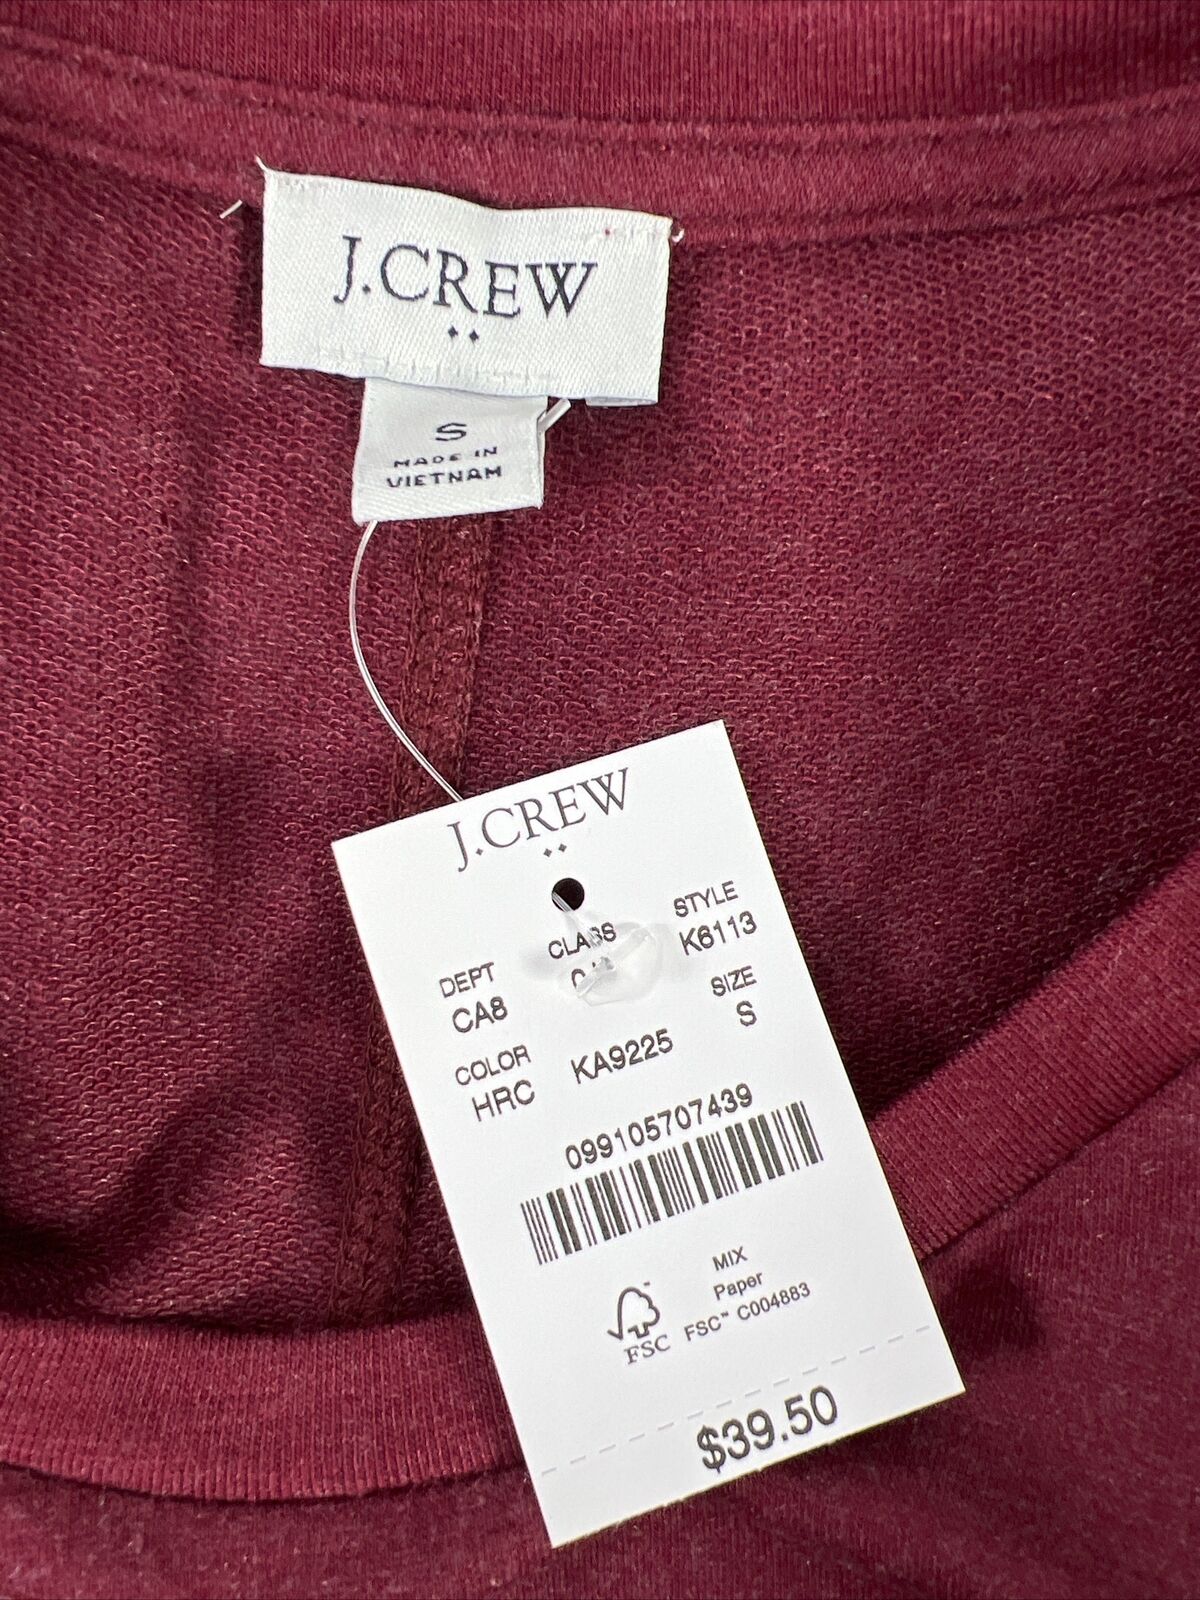 J.CREW
S
MADE IN
VIETNAM
J.CREW
DEPT CLASS STYLE
CA8 K6113
COLOR SIZE
HRC KA9225 S
099105707439
MIX
Paper
FSC™ C004883
FSC
$39.50